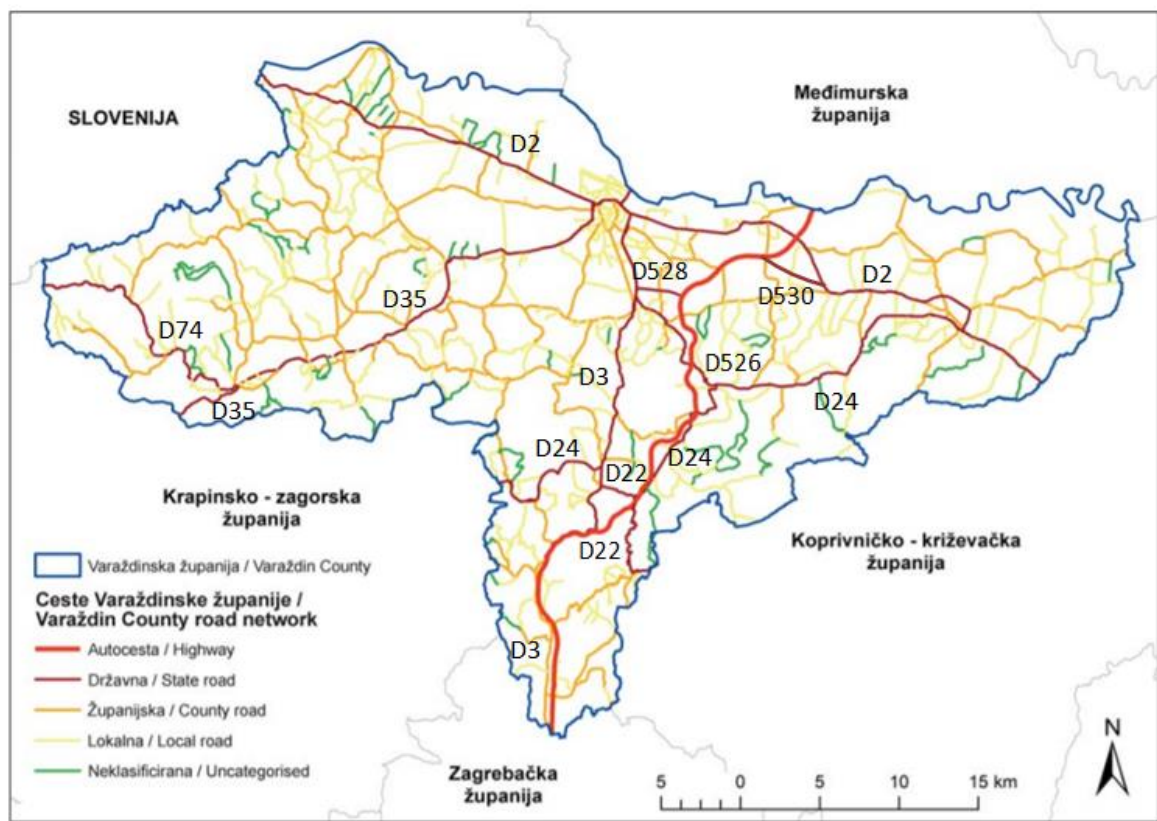 SLOVENIJA
Međimurska
županija
D2
D528
D2
D35
D530
D74
D526
D3
D35
D24
D24
D24
D22
Krapinsko - zagorska
županija
D22
Koprivničko - križevačka
županija
D3
Varaždinska županija / Varaždin County
Ceste Varaždinske županije /
Varaždin County road network
Autocesta / Highway
Državna / State road
Županijska / County road
Lokalna / Local road
Neklasificirana / Uncategorised
Zagrebačka
županija
N
5 0 5 10 15 km